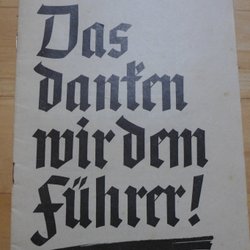 Das
danken
wir dem
Führer!